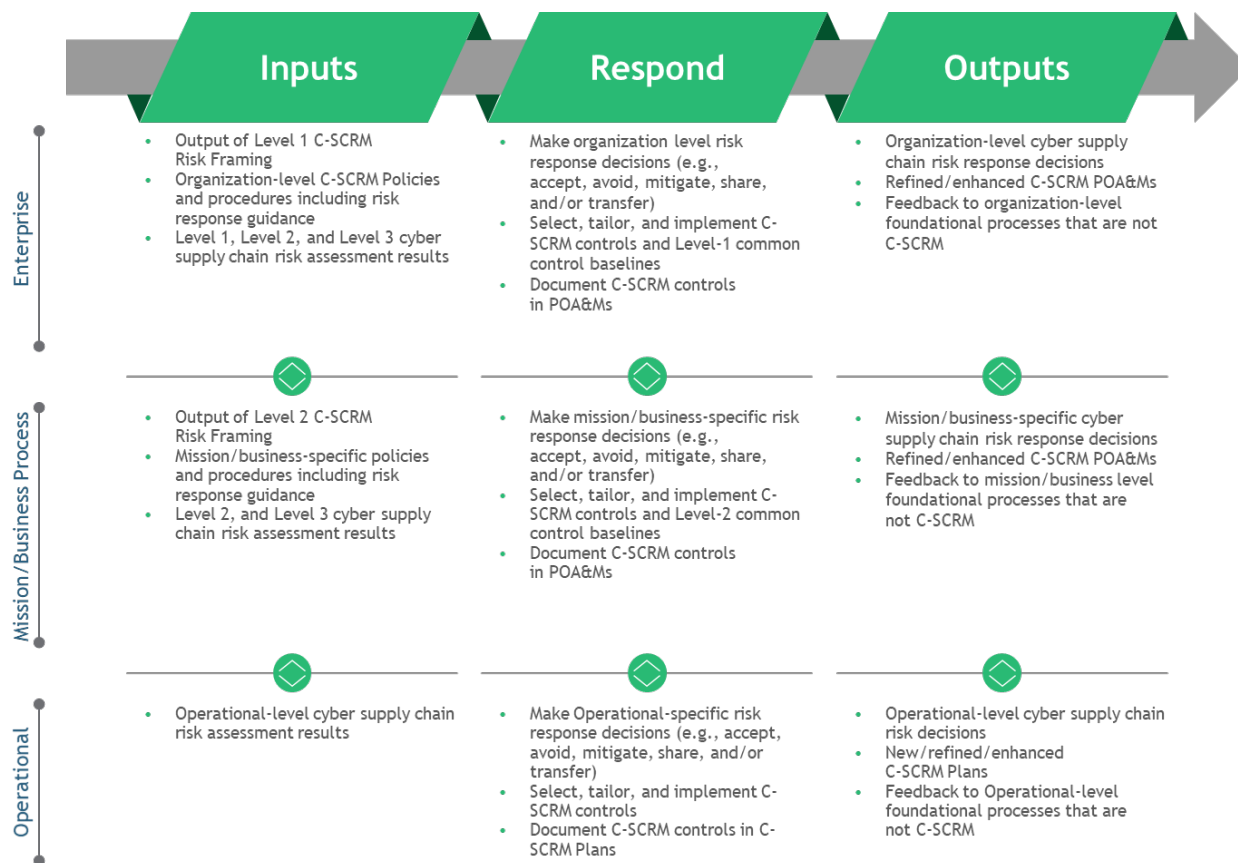 Inputs
Respond
Outputs
Enterprise
• Output of Level 1 C-SCRM
Risk Framing
• Organization-level C-SCRM Policies
and procedures including risk
response guidance
• Level 1, Level 2, and Level 3 cyber
supply chain risk assessment results
• Make organization level risk
response decisions (e.g.,
accept, avoid, mitigate, share,
and/or transfer)
• Select, tailor, and implement C-
SCRM controls and Level-1 common
control baselines
• Document C-SCRM controls
in POA&Ms
• Organization-level cyber supply
chain risk response decisions
• Refined/enhanced C-SCRM POA&Ms
• Feedback to organization-level
foundational processes that are not
C-SCRM
Mission/Business Process
• Output of Level 2 C-SCRM
Risk Framing
• Mission/business-specific policies
and procedures including risk
response guidance
• Level 2, and Level 3 cyber supply
chain risk assessment results
• Make mission/business-specific risk
response decisions (e.g.,
accept, avoid, mitigate, share,
and/or transfer)
• Select, tailor, and implement C-
SCRM controls and Level-2 common
control baselines
• Document C-SCRM controls
in POA&Ms
• Mission/business-specific cyber
supply chain risk response decisions
• Refined/enhanced C-SCRM POA&Ms
• Feedback to mission/business level
foundational processes that are
not C-SCRM
Operational
• Operational-level cyber supply chain
risk assessment results
• Make Operational-specific risk
response decisions (e.g., accept,
avoid, mitigate, share, and/or
transfer)
• Select, tailor, and implement C-
SCRM controls
• Document C-SCRM controls in C-
SCRM Plans
• Operational-level cyber supply chain
risk decisions
• New/refined/enhanced
C-SCRM Plans
• Feedback to Operational-level
foundational processes that are
not C-SCRM